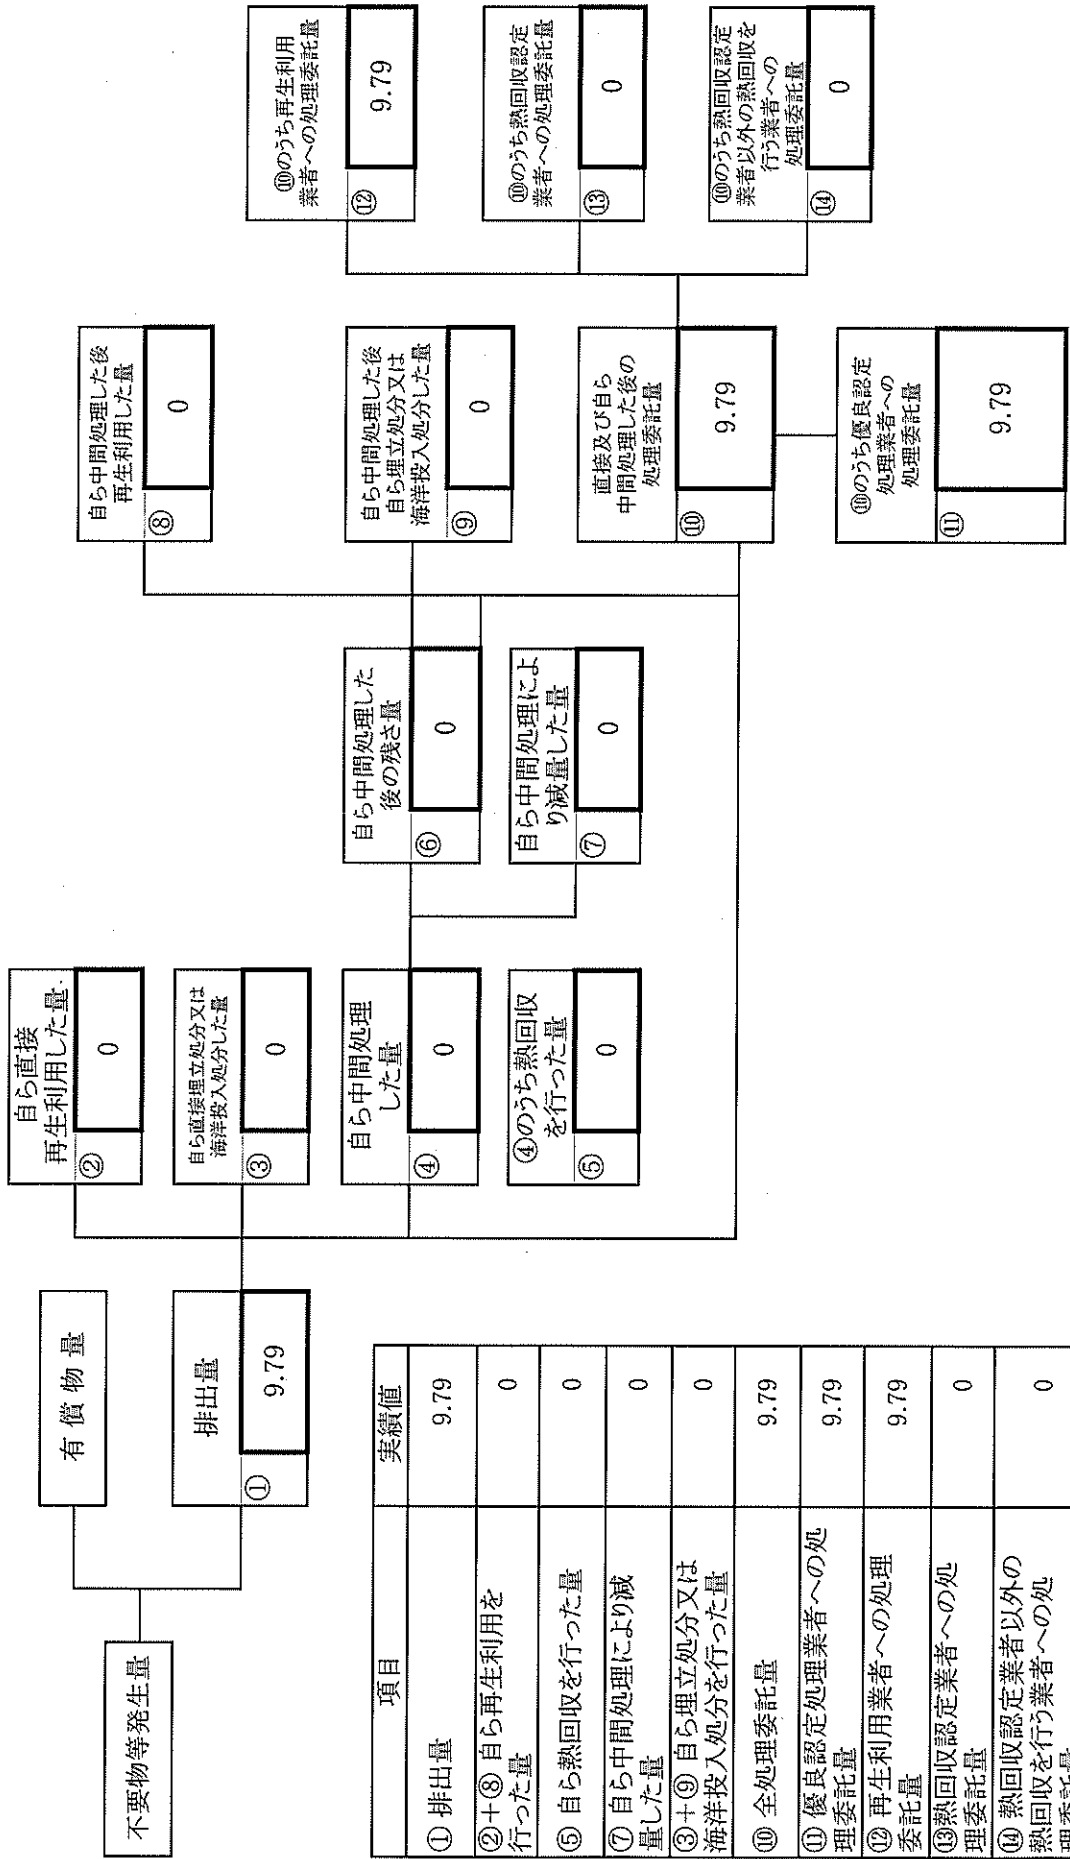 不要物等発生量
有 償 物 量
排出量
①
9.79
自ら直接
再生利用した量
②
0
自ら直接埋立処分又は
海洋投入処分した量
③
0
自ら中間処理
した量
④
0
④のうち熱回収
を行った量
⑤
0
自ら中間処理した
後の残さ量
⑥
0
自ら中間処理によ
り減量した量
⑦
0
自ら中間処理した後
再生利用した量
⑧
0
自ら中間処理した後
自ら埋立処分又は
海洋投入処分した量
⑨
0
直接及び自ら
中間処理した後の
処理委託量
⑩
9.79
⑩のうち優良認定
処理業者への
処理委託量
⑪
9.79
⑩のうち再生利用
業者への処理委託量
⑫
9.79
⑩のうち熱回収認定
業者への処理委託量
⑬
0
⑩のうち熱回収認定
業者以外の熱回収を
行う業者への
処理委託量
⑭
0
項目 実績値
① 排出量 9.79
②+⑧ 自ら再生利用を
行った量 0
⑤ 自ら熱回収を行った量 0
⑦ 自ら中間処理により減
量した量 0
③+⑨ 自ら埋立処分又は
海洋投入処分を行った量 0
⑩ 全処理委託量 9.79
⑪ 優良認定処理業者への処
理委託量 9.79
⑫ 再生利用業者への処理
委託量 9.79
⑬熱回収認定業者への処
理委託量 0
⑭ 熱回収認定業者以外の
熱回収を行う業者への処 0
理委託量